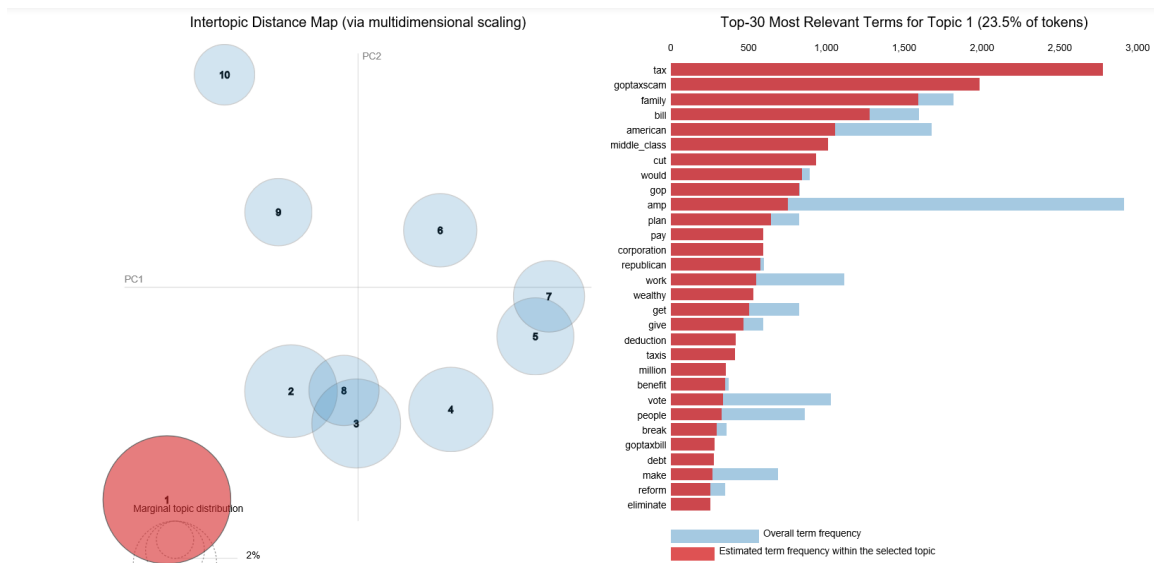 Intertopic Distance Map (via multidimensional scaling)
PC2
PC1
10
9
6
7
5
2
8
3
4
1
Marginal topic distribution
2%
Top-30 Most Relevant Terms for Topic 1 (23.5% of tokens)
0 500 1,000 1,500 2,000 2,500 3,000
tax
goptaxscam
family
bill
american
middle_class
cut
would
gop
amp
plan
pay
corporation
republican
work
wealthy
get
give
deduction
taxis
million
benefit
vote
people
break
goptaxbill
debt
make
reform
eliminate
Overall term frequency
Estimated term frequency within the selected topic